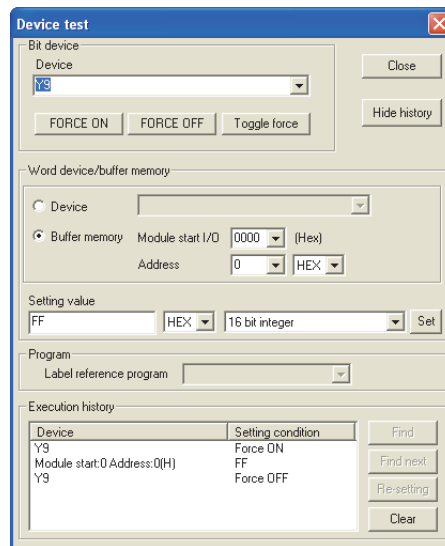 Device test
Bit device
Device
Y9
Close
FORCE ON FORCE OFF Toggle force
Hide history
Word device/buffer memory
Device
Buffer memory Module start I/O 0000 (Hex)
Address 0 HEX
Setting value
FF HEX 16 bit integer Set
Program
Label reference program
Execution history
Device Setting condition
Y9 Force ON
Module start:0 Address:0(H) FF
Y9 Force OFF
Find
Find next
Re-setting
Clear